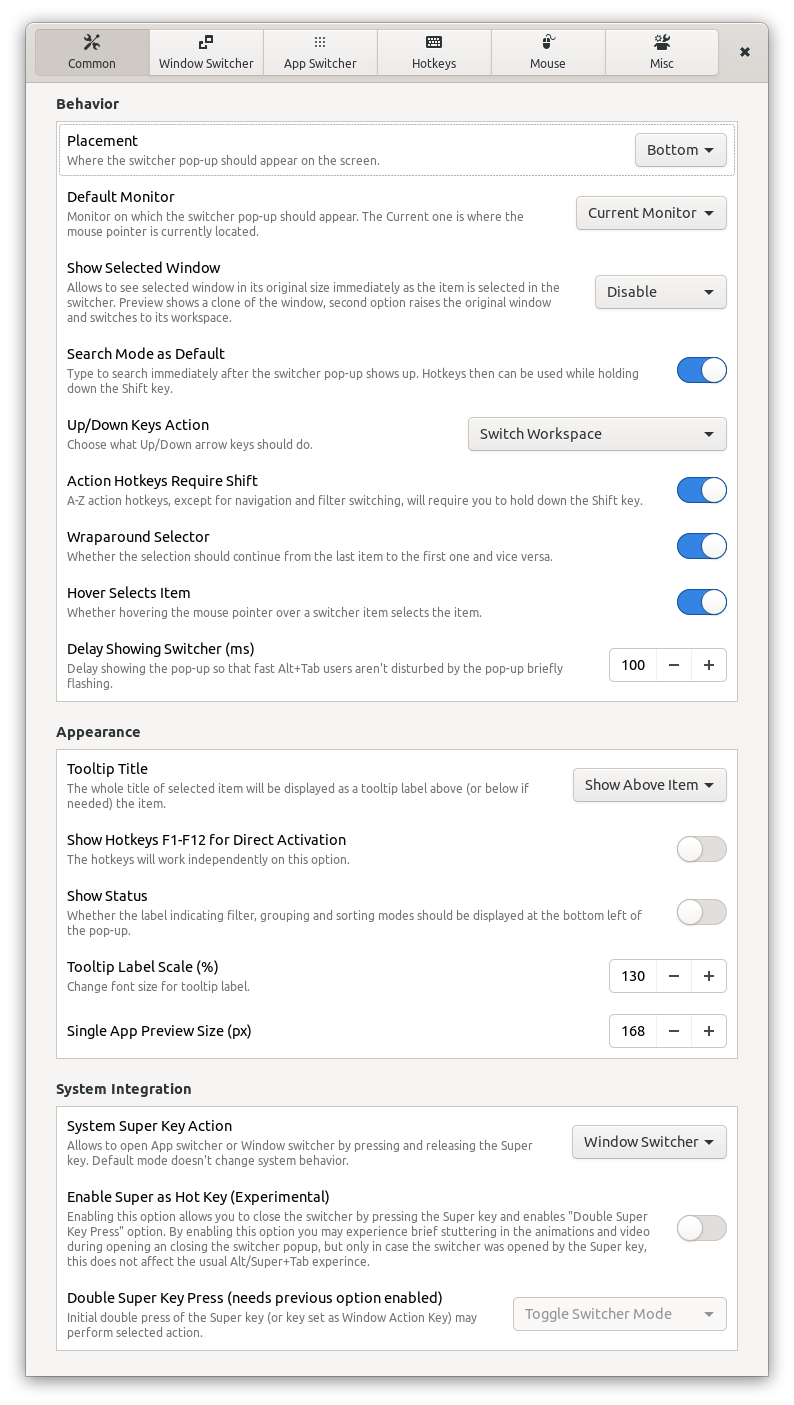 Common
Window Switcher
App Switcher
Hotkeys
Mouse
Misc
Behavior
Placement
Where the switcher pop-up should appear on the screen.
Bottom
Default Monitor
Monitor on which the switcher pop-up should appear. The Current one is where the
mouse pointer is currently located.
Current Monitor
Show Selected Window
Allows to see selected window in its original size immediately as the item is selected in the
switcher. Preview shows a clone of the window, second option raises the original window
and switches to its workspace.
Disable
Search Mode as Default
Type to search immediately after the switcher pop-up shows up. Hotkeys then can be used while holding
down the Shift key.
Up/Down Keys Action
Choose what Up/Down arrow keys should do.
Switch Workspace
Action Hotkeys Require Shift
A-Z action hotkeys, except for navigation and filter switching, will require you to hold down the Shift key.
Wraparound Selector
Whether the selection should continue from the last item to the first one and vice versa.
Hover Selects Item
Whether hovering the mouse pointer over a switcher item selects the item.
Delay Showing Switcher (ms)
Delay showing the pop-up so that fast Alt+Tab users aren't disturbed by the pop-up briefly
flashing.
100 − +
Appearance
Tooltip Title
The whole title of selected item will be displayed as a tooltip label above (or below if
needed) the item.
Show Above Item
Show Hotkeys F1-F12 for Direct Activation
The hotkeys will work independently on this option.
Show Status
Whether the label indicating filter, grouping and sorting modes should be displayed at the bottom left of
the pop-up.
Tooltip Label Scale (%)
Change font size for tooltip label.
130 − +
Single App Preview Size (px)
168 − +
System Integration
System Super Key Action
Allows to open App switcher or Window switcher by pressing and releasing the Super
key. Default mode doesn't change system behavior.
Window Switcher
Enable Super as Hot Key (Experimental)
Enabling this option allows you to close the switcher by pressing the Super key and enables "Double Super
Key Press" option. By enabling this option you may experience brief stuttering in the animations and video
during opening an closing the switcher popup, but only in case the switcher was opened by the Super key,
this does not affect the usual Alt/Super+Tab experince.
Double Super Key Press (needs previous option enabled)
Initial double press of the Super key (or key set as Window Action Key) may
perform selected action.
Toggle Switcher Mode